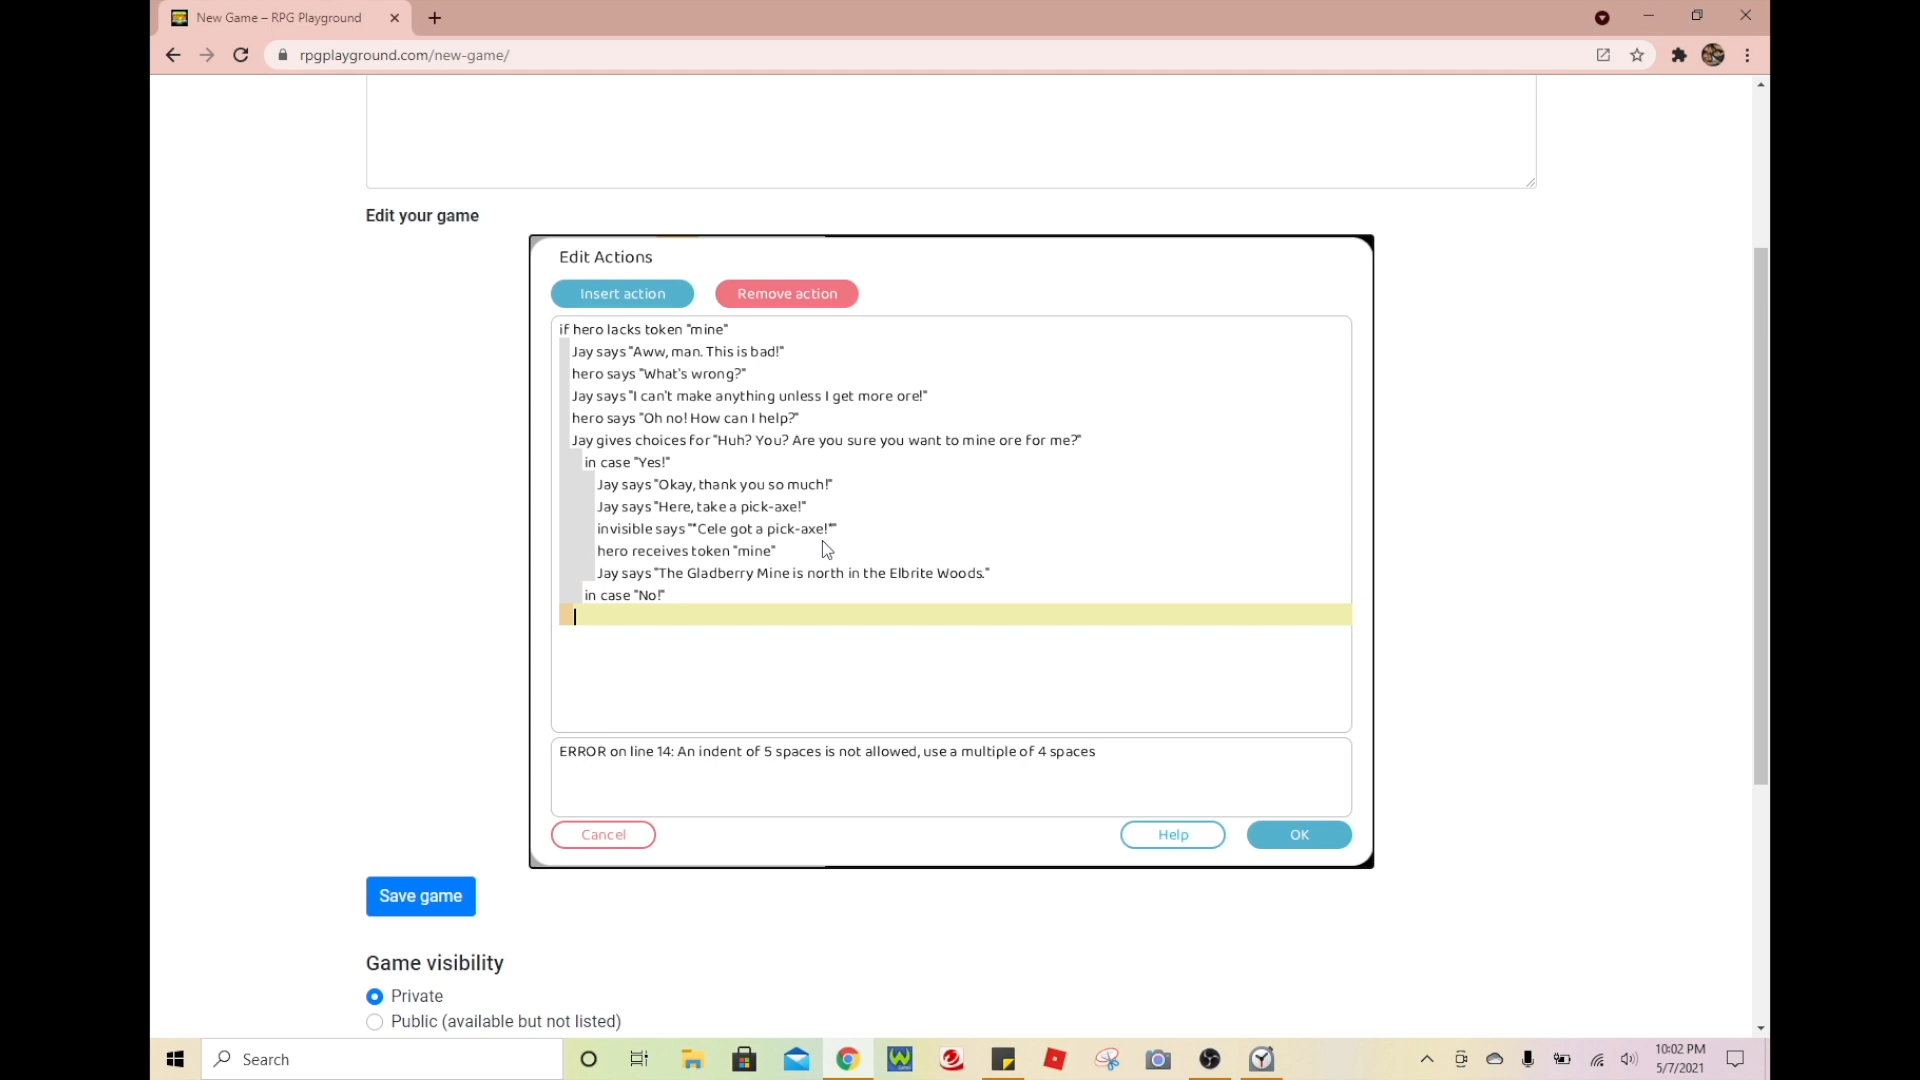 New Game – RPG Playground
rpgplayground.com/new-game/
Edit your game
Edit Actions
Insert action
Remove action
if hero lacks token "mine"
Jay says "Aww, man. This is bad!"
hero says "What's wrong?"
Jay says "I can't make anything unless I get more ore!"
hero says "Oh no! How can I help?"
Jay gives choices for "Huh? You? Are you sure you want to mine ore for me?"
in case "Yes!"
Jay says "Okay, thank you so much!"
Jay says "Here, take a pick-axe!"
invisible says "*Cele got a pick-axe!*"
hero receives token "mine"
Jay says "The Gladberry Mine is north in the Elbrite Woods."
in case "No!"
ERROR on line 14: An indent of 5 spaces is not allowed, use a multiple of 4 spaces
Cancel
Help
OK
Save game
Game visibility
Private
Public (available but not listed)
Search
10:02 PM
5/7/2021